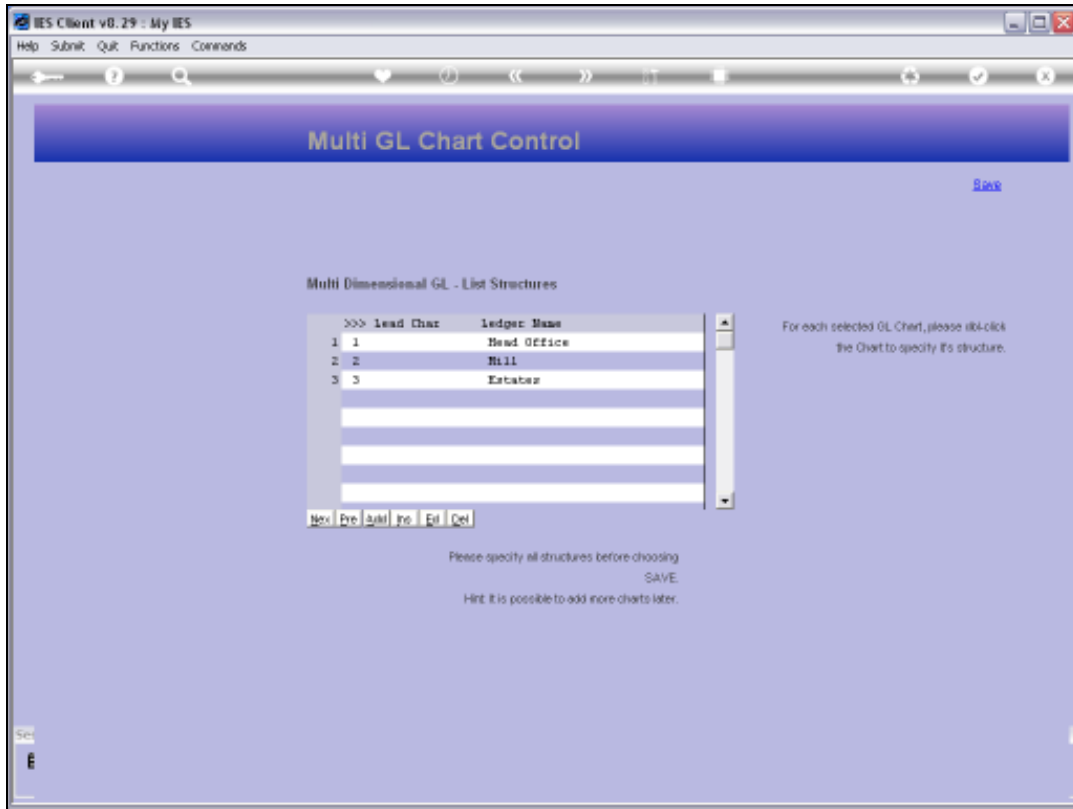 IES Client v8.29 : My IES
Help Submit Quit Functions Commands
Multi GL Chart Control
Save
Multi Dimensional GL - List Structures
>>> Lead Char Ledger Name
1 1 Head Office
2 2 Mill
3 3 Estates
For each selected GL Chart, please dbl-click
the Chart to specify it's structure.
Nex Pre Add Ins Ed Del
Please specify all structures before choosing
SAVE.
Hint: It is possible to add more charts later.
Ses